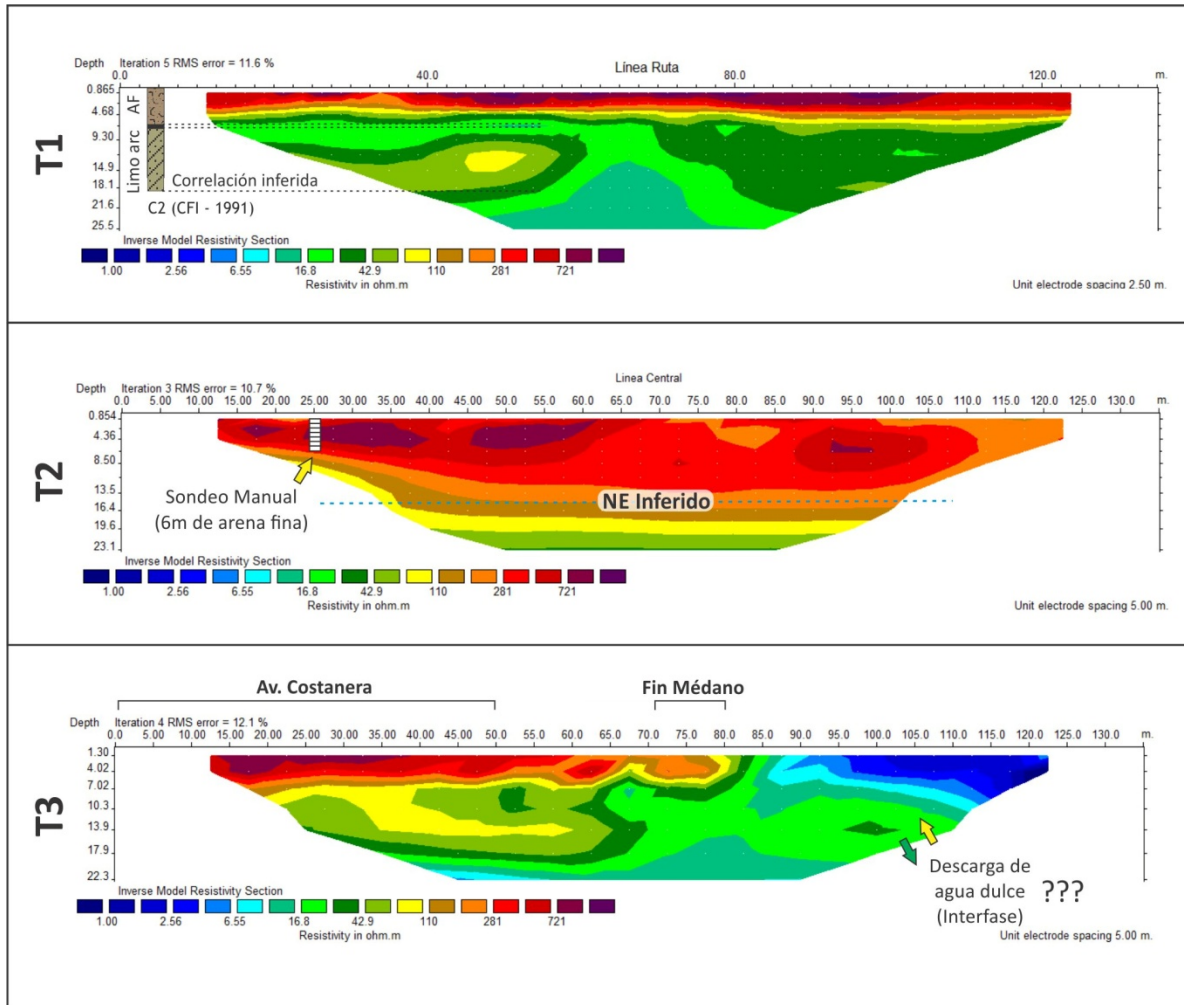 T1
Depth Iteration 5 RMS error = 11.6 %
Línea Ruta
0.0 40.0 80.0 120.0 m.
0.865
4.68
9.30
14.9
18.1
21.6
25.5
AF
Limo arc
Correlación inferida
C2 (CFI - 1991)
Inverse Model Resistivity Section
1.00 2.56 6.55 16.8 42.9 110 281 721
Resistivity in ohm.m
Unit electrode spacing 2.50 m.
T2
Linea Central
Depth Iteration 3 RMS error = 10.7 %
0.0 5.00 10.00 15.00 20.00 25.00 30.00 35.00 40.0 45.0 50.0 55.0 60.0 65.0 70.0 75.0 80.0 85.0 90.0 95.0 100.0 105.0 110.0 115.0 120.0 125.0 130.0 m.
0.854
4.36
8.50
13.5
16.4
19.6
23.1
Sondeo Manual
(6m de arena fina)
NE Inferido
Inverse Model Resistivity Section
1.00 2.56 6.55 16.8 42.9 110 281 721
Resistivity in ohm.m
Unit electrode spacing 5.00 m.
T3
Av. Costanera Fin Médano
Depth Iteration 4 RMS error = 12.1 %
0.0 5.00 10.00 15.00 20.00 25.00 30.00 35.00 40.0 45.0 50.0 55.0 60.0 65.0 70.0 75.0 80.0 85.0 90.0 95.0 100.0 105.0 110.0 115.0 120.0 125.0 130.0 m.
1.30
4.02
7.02
10.3
13.9
17.9
22.3
Descarga de
agua dulce ???
(Interfase)
Inverse Model Resistivity Section
1.00 2.56 6.55 16.8 42.9 110 281 721
Resistivity in ohm.m
Unit electrode spacing 5.00 m.